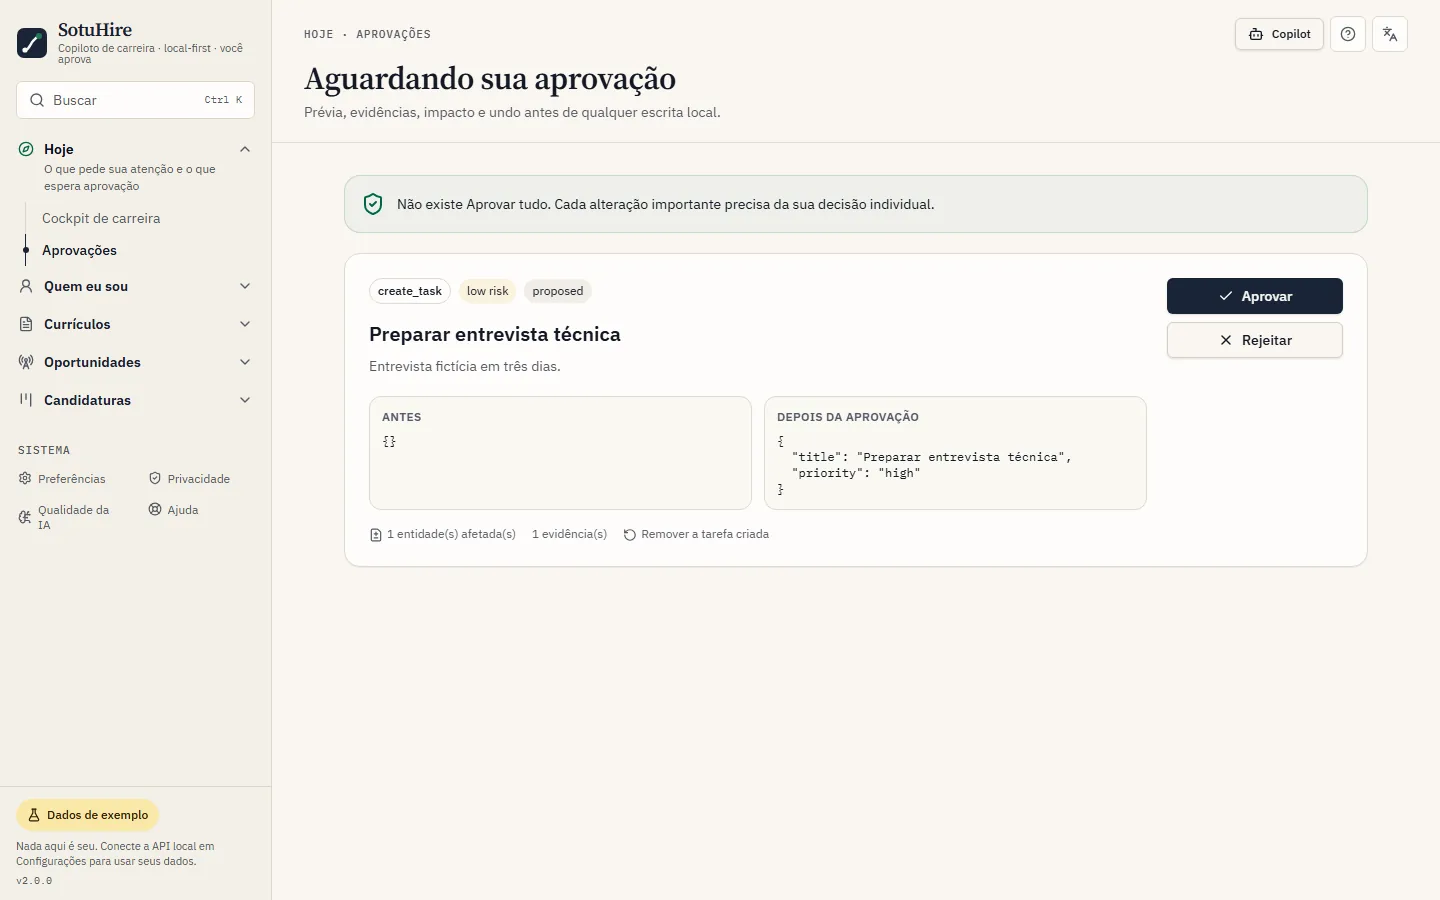 SotuHire
Copiloto de carreira · local-first · você
aprova
Buscar
Ctrl K
Hoje
O que pede sua atenção e o que
espera aprovação
Cockpit de carreira
Aprovações
Quem eu sou
Currículos
Oportunidades
Candidaturas
SISTEMA
Preferências
Privacidade
Qualidade da
IA
Ajuda
Dados de exemplo
Nada aqui é seu. Conecte a API local em
Configurações para usar seus dados.
v2.0.0
HOJE · APROVAÇÕES
Copilot
Aguardando sua aprovação
Prévia, evidências, impacto e undo antes de qualquer escrita local.
Não existe Aprovar tudo. Cada alteração importante precisa da sua decisão individual.
create_task
low risk
proposed
Aprovar
Rejeitar
Preparar entrevista técnica
Entrevista fictícia em três dias.
ANTES
{}
DEPOIS DA APROVAÇÃO
{
"title": "Preparar entrevista técnica",
"priority": "high"
}
1 entidade(s) afetada(s)
1 evidência(s)
Remover a tarefa criada